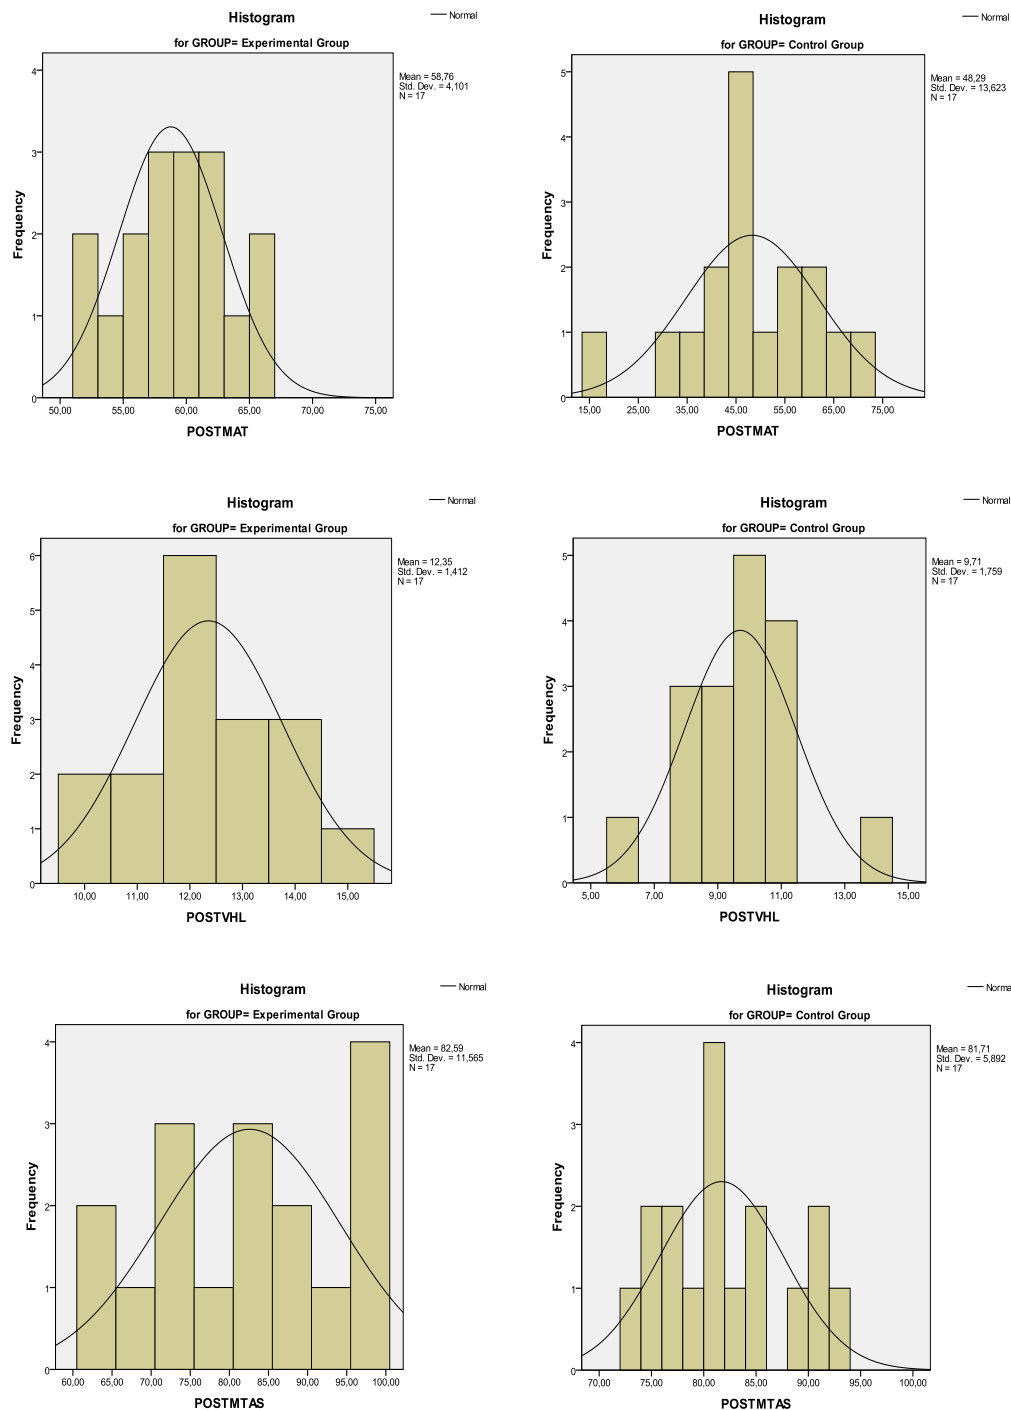 Histogram
Normal
for GROUP= Experimental Group
Mean = 58,76
Std. Dev. = 4,101
N = 17
4
3
2
1
0
Frequency
50,00 55,00 60,00 65,00 70,00 75,00
POSTMAT
Histogram
Normal
for GROUP= Control Group
Mean = 48,29
Std. Dev. = 13,623
N = 17
5
4
3
2
1
0
Frequency
15,00 25,00 35,00 45,00 55,00 65,00 75,00
POSTMAT
Histogram
Normal
for GROUP= Experimental Group
Mean = 12,35
Std. Dev. = 1,412
N = 17
6
5
4
3
2
1
0
Frequency
10,00 11,00 12,00 13,00 14,00 15,00
POSTVHL
Histogram
Normal
for GROUP= Control Group
Mean = 9,71
Std. Dev. = 1,759
N = 17
5
4
3
2
1
0
Frequency
5,00 7,00 9,00 11,00 13,00 15,00
POSTVHL
Histogram
Normal
for GROUP= Experimental Group
Mean = 82,59
Std. Dev. = 11,565
N = 17
4
3
2
1
0
Frequency
60,00 65,00 70,00 75,00 80,00 85,00 90,00 95,00 100,00
POSTMTAS
Histogram
Norma
for GROUP= Control Group
Mean = 81,71
Std. Dev. = 5,892
N = 17
4
3
2
1
0
Frequency
70,00 75,00 80,00 85,00 90,00 95,00 100,00
POSTMTAS